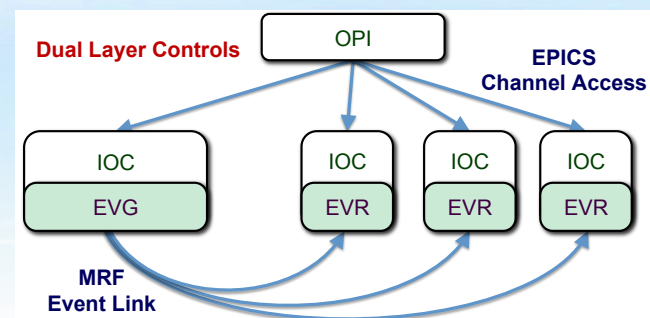 Dual Layer Controls
OPI
EPICS
Channel Access
IOC
IOC
IOC
IOC
EVG
EVR
EVR
EVR
MRF
Event Link